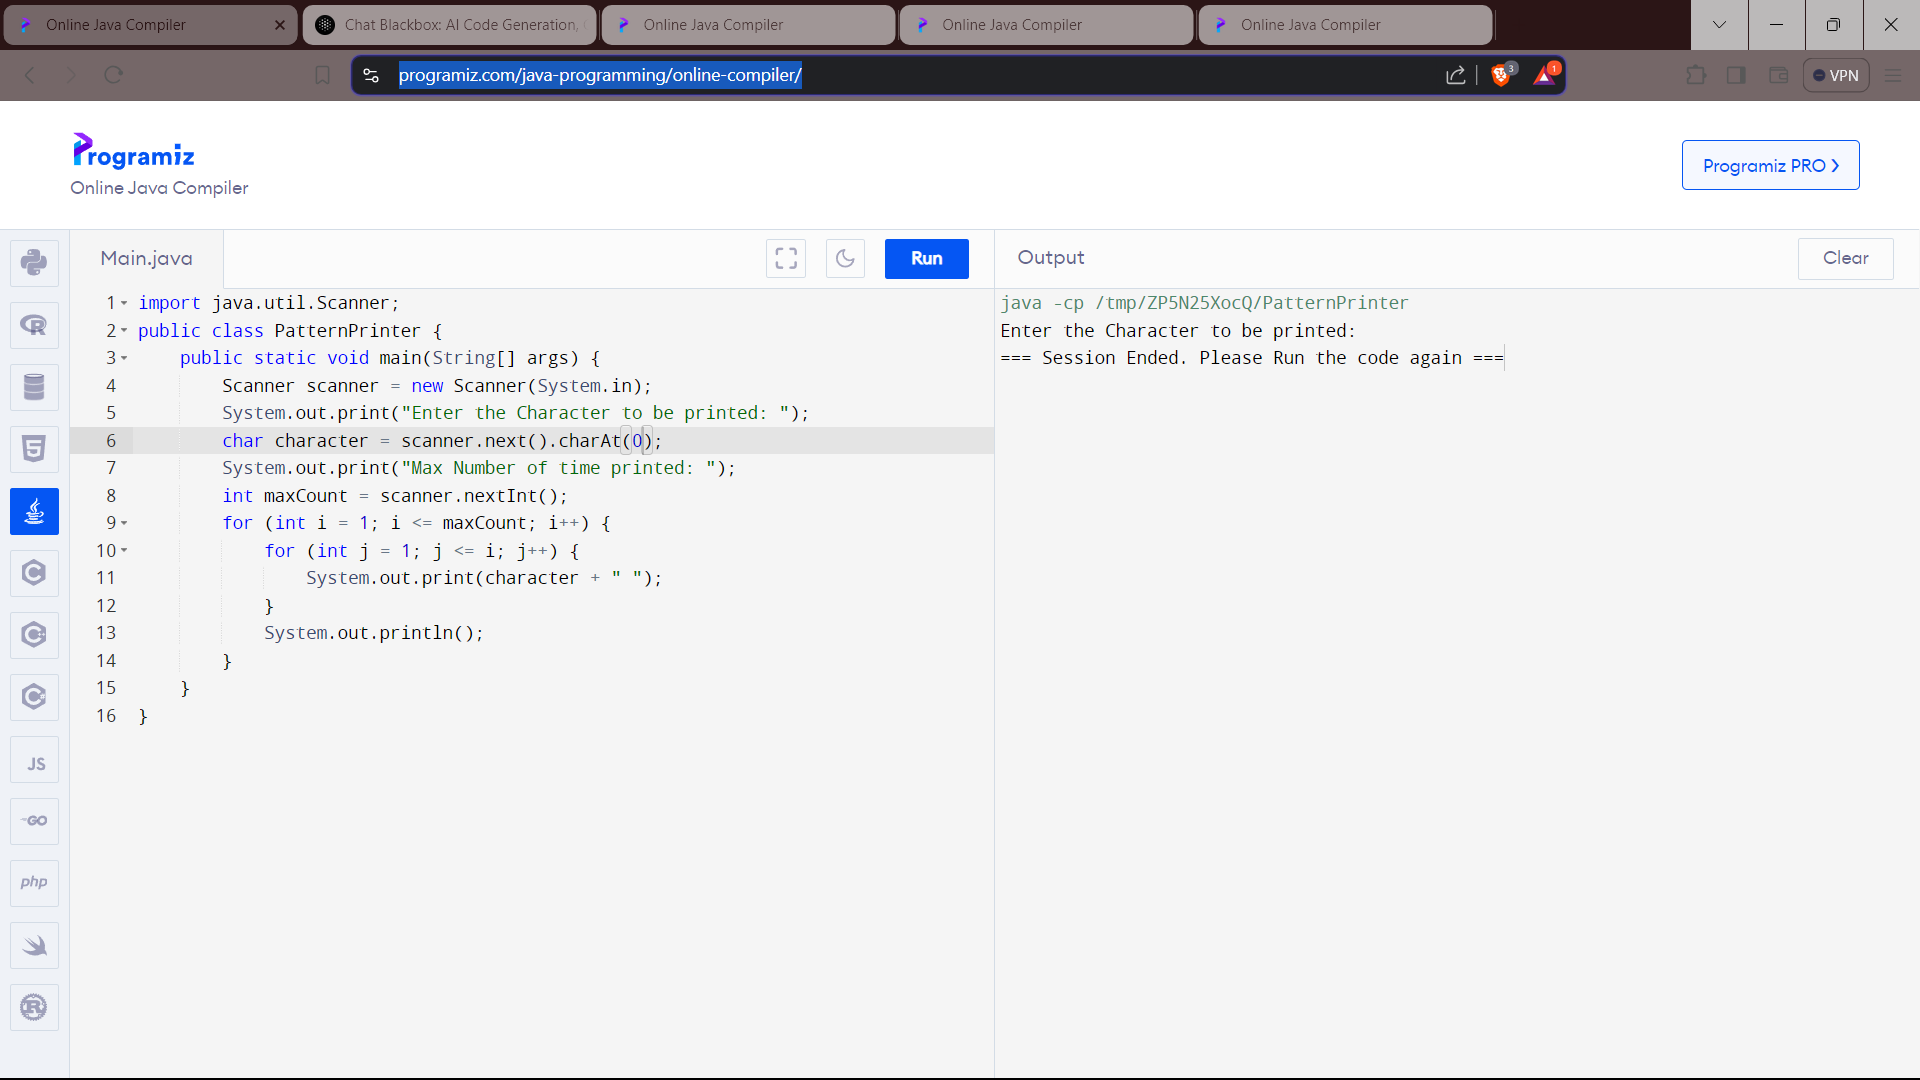 Online Java Compiler
Chat Blackbox: AI Code Generation,
Online Java Compiler
Online Java Compiler
Online Java Compiler
programiz.com/java-programming/online-compiler/
3
1
VPN
Programiz
Online Java Compiler
Programiz PRO
Main.java
Run
Output
Clear
1 import java.util.Scanner;
2 public class PatternPrinter {
3 public static void main(String[] args) {
4 Scanner scanner = new Scanner(System.in);
5 System.out.print("Enter the Character to be printed: ");
6 char character = scanner.next().charAt(0);
7 System.out.print("Max Number of time printed: ");
8 int maxCount = scanner.nextInt();
9 for (int i = 1; i <= maxCount; i++) {
10 for (int j = 1; j <= i; j++) {
11 System.out.print(character + " ");
12 }
13 System.out.println();
14 }
15 }
16 }
java -cp /tmp/ZP5N25XocQ/PatternPrinter
Enter the Character to be printed:
=== Session Ended. Please Run the code again ===
R
5
C
C
C
JS
GO
php
R